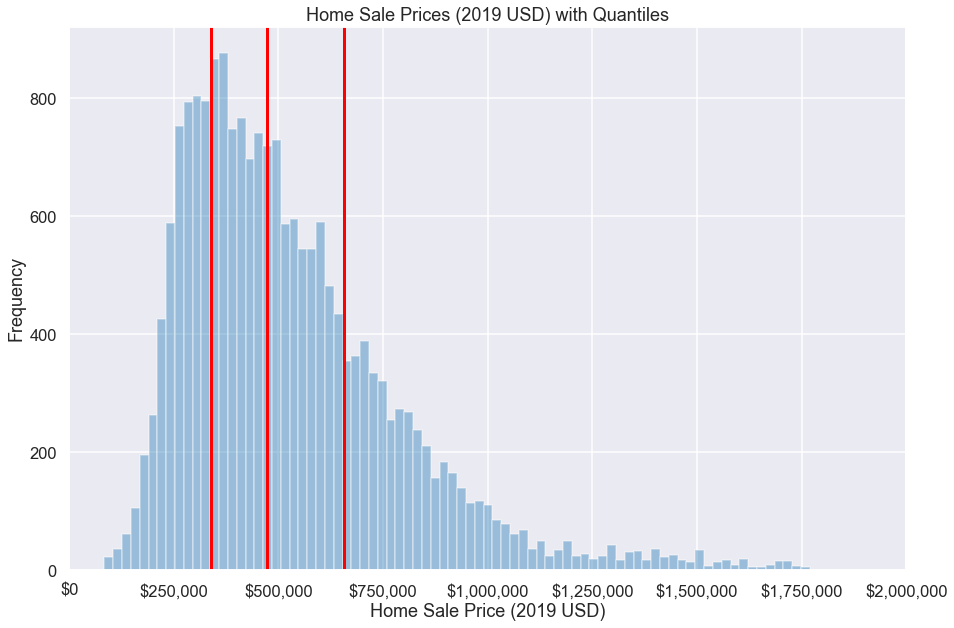 Home Sale Prices (2019 USD) with Quantiles
Frequency
800
600
400
200
0
$0 $250,000 $500,000 $750,000 $1,000,000 $1,250,000 $1,500,000 $1,750,000 $2,000,000
Home Sale Price (2019 USD)